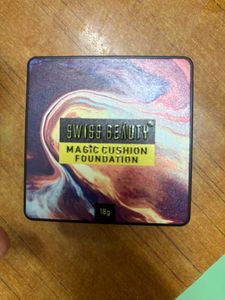 SWISS BEAUTY
MAGIC CUSHION
FOUNDATION
18g